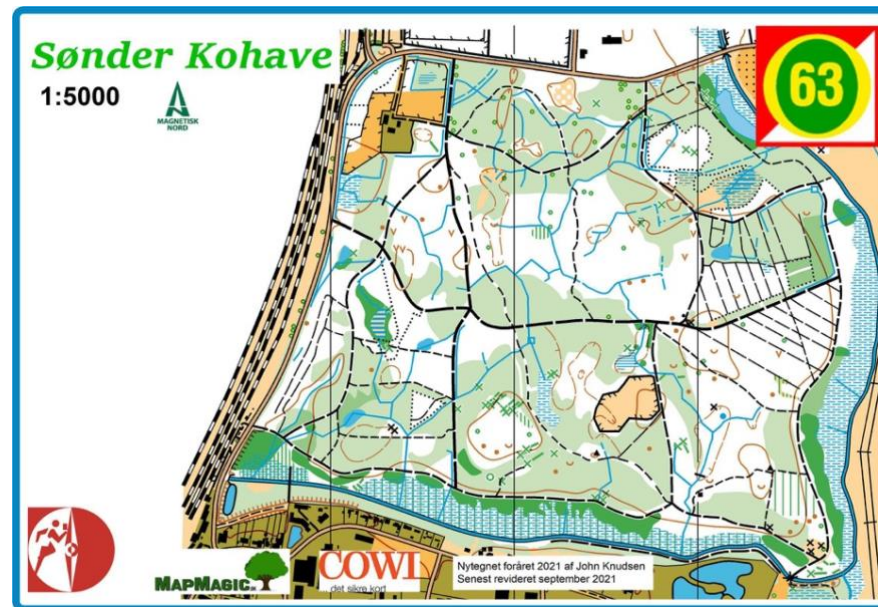 Sønder Kohave
1:5000
MAGNETISK
NORD
63
MAPMAGIC
COWI
... det sikre kort
Nytegnet foråret 2021 af John Knudsen
Senest revideret september 2021